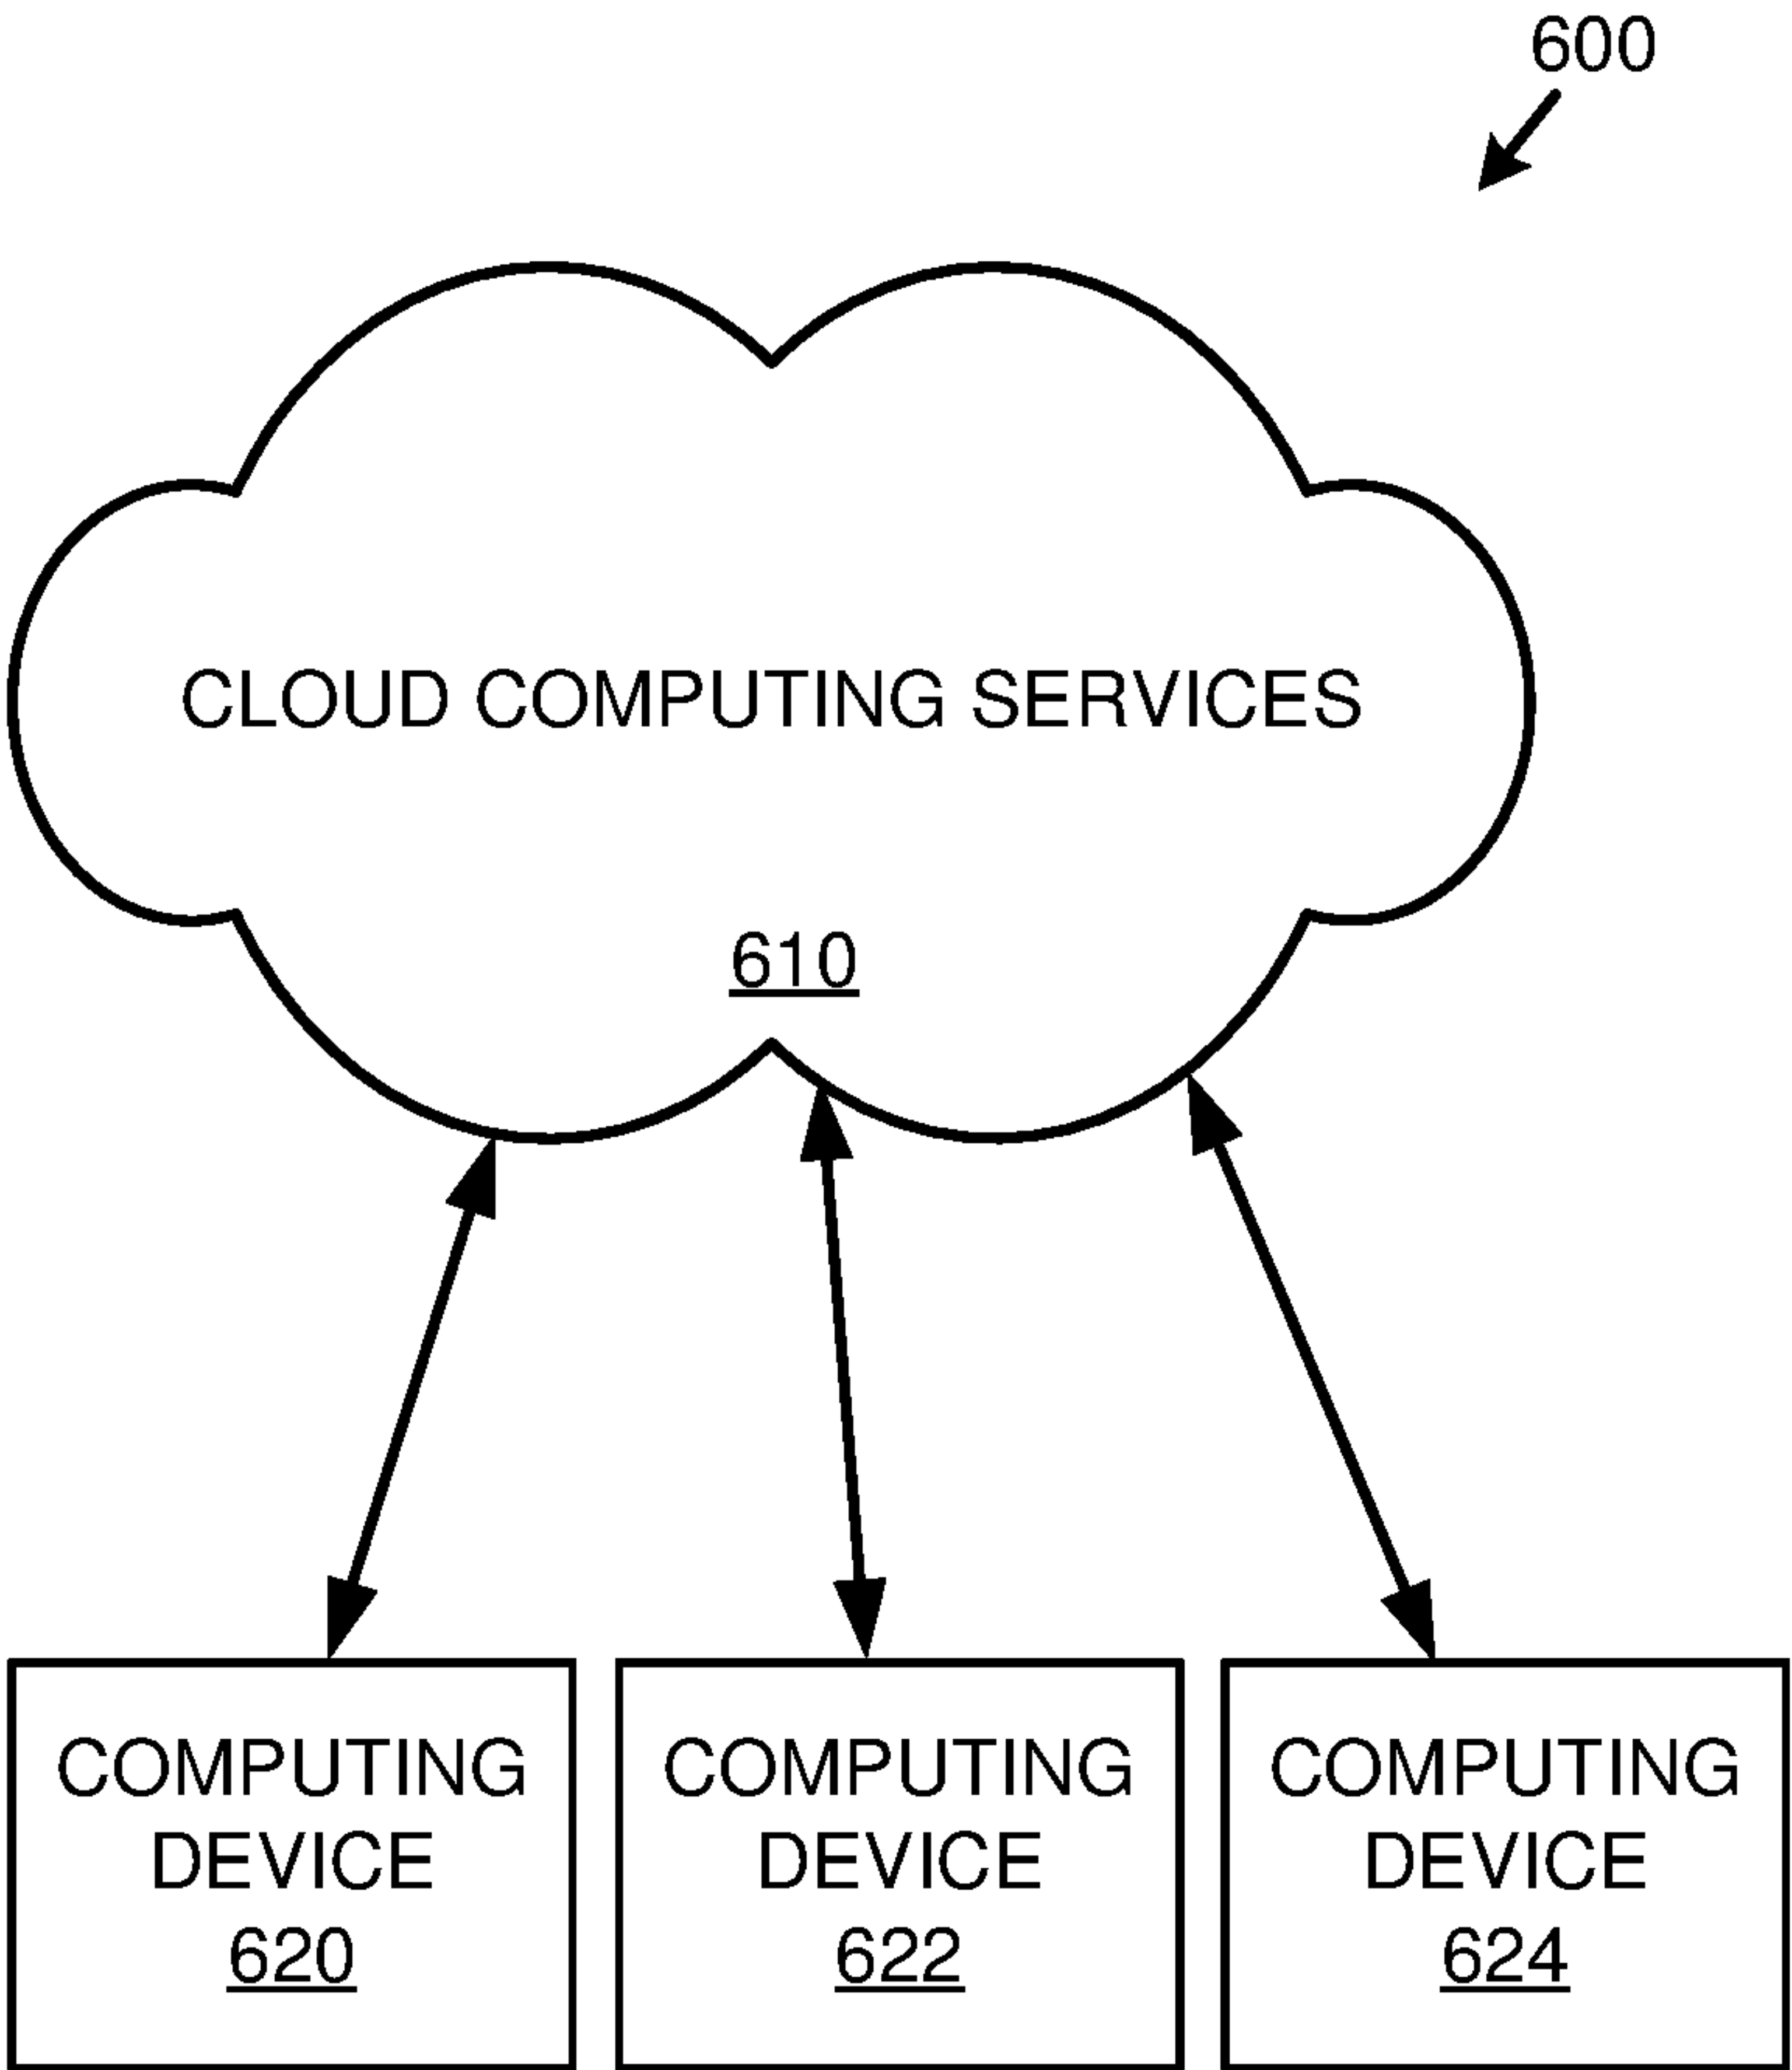 600
CLOUD COMPUTING SERVICES
610
COMPUTING
DEVICE
620
COMPUTING
DEVICE
622
COMPUTING
DEVICE
624